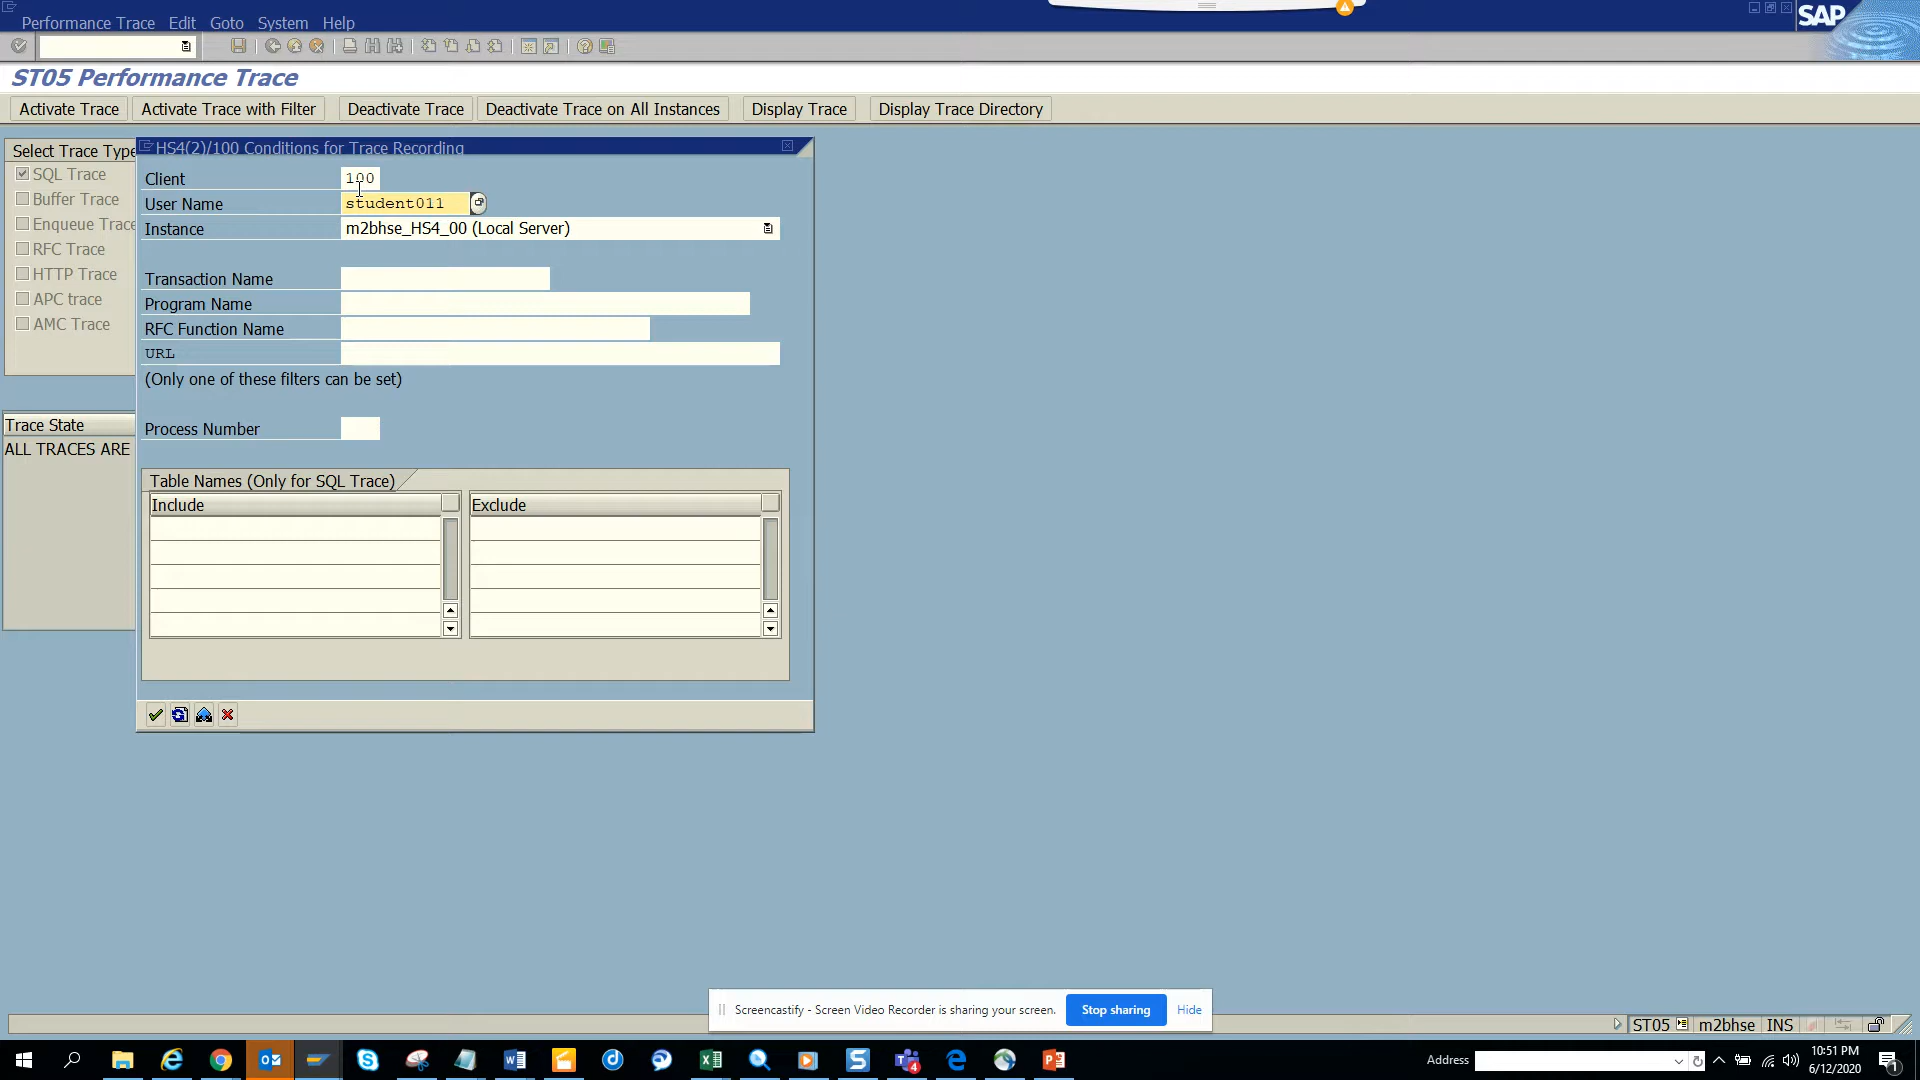 Performance Trace Edit Goto System Help
SAP
ST05 Performance Trace
Activate Trace Activate Trace with Filter Deactivate Trace Deactivate Trace on All Instances Display Trace Display Trace Directory
Select Trace Type
SQL Trace
Buffer Trace
Enqueue Trace
RFC Trace
HTTP Trace
APC trace
AMC Trace
Trace State
ALL TRACES ARE
HS4(2)/100 Conditions for Trace Recording
Client 100
User Name student011
Instance m2bhse_HS4_00 (Local Server)
Transaction Name
Program Name
RFC Function Name
URL
(Only one of these filters can be set)
Process Number
Table Names (Only for SQL Trace)
Include Exclude
Screencastify - Screen Video Recorder is sharing your screen. Stop sharing Hide
ST05 m2bhse INS
Address
10:51 PM
6/12/2020
4
1